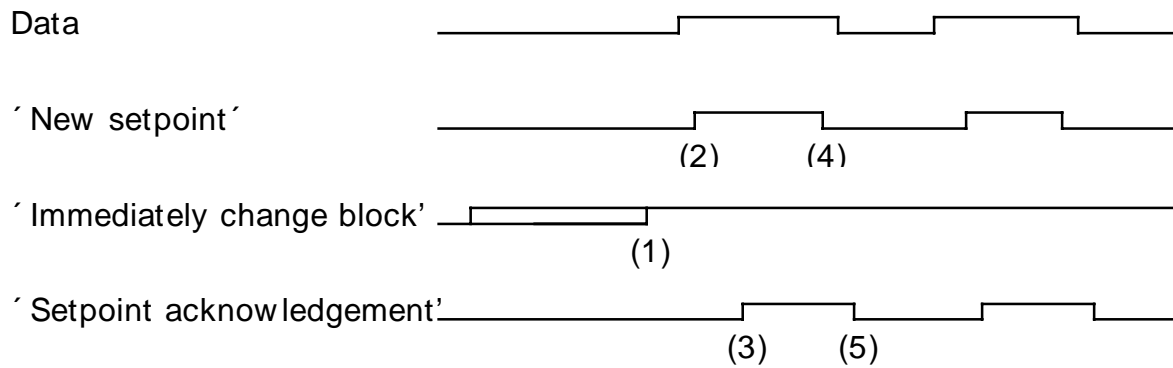 Data
´ New setpoint´
(2) (4)
´ Immediately change block’
(1)
´ Setpoint acknowledgement’
(3) (5)